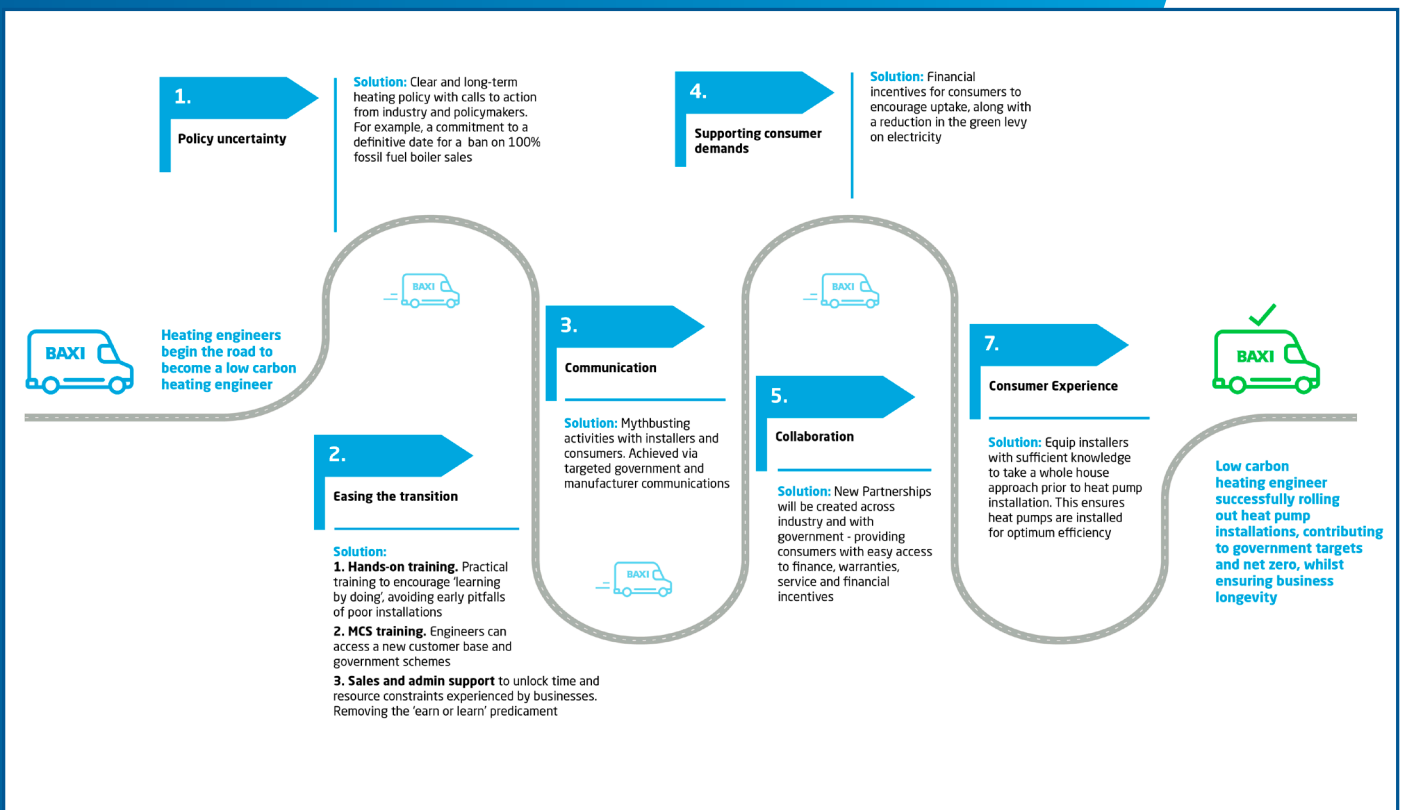 BAXI
Heating engineers
begin the road to
become a low carbon
heating engineer
1.
Policy uncertainty
Solution: Clear and long-term
heating policy with calls to action
from industry and policymakers.
For example, a commitment to a
definitive date for a ban on 100%
fossil fuel boiler sales
BAXI
2.
Easing the transition
Solution:
1. Hands-on training. Practical
training to encourage ‘learning
by doing’, avoiding early pitfalls
of poor installations
2. MCS training. Engineers can
access a new customer base and
government schemes
3. Sales and admin support to unlock time and
resource constraints experienced by businesses.
Removing the ‘earn or learn’ predicament
3.
Communication
Solution: Mythbusting
activities with installers and
consumers. Achieved via
targeted government and
manufacturer communications
BAXI
4.
Supporting consumer
demands
Solution: Financial
incentives for consumers to
encourage uptake, along with
a reduction in the green levy
on electricity
BAXI
5.
Collaboration
Solution: New Partnerships
will be created across
industry and with
government - providing
consumers with easy access
to finance, warranties,
service and financial
incentives
7.
Consumer Experience
Solution: Equip installers
with sufficient knowledge
to take a whole house
approach prior to heat pump
installation. This ensures
heat pumps are installed
for optimum efficiency
BAXI
Low carbon
heating engineer
successfully rolling
out heat pump
installations, contributing
to government targets
and net zero, whilst
ensuring business
longevity